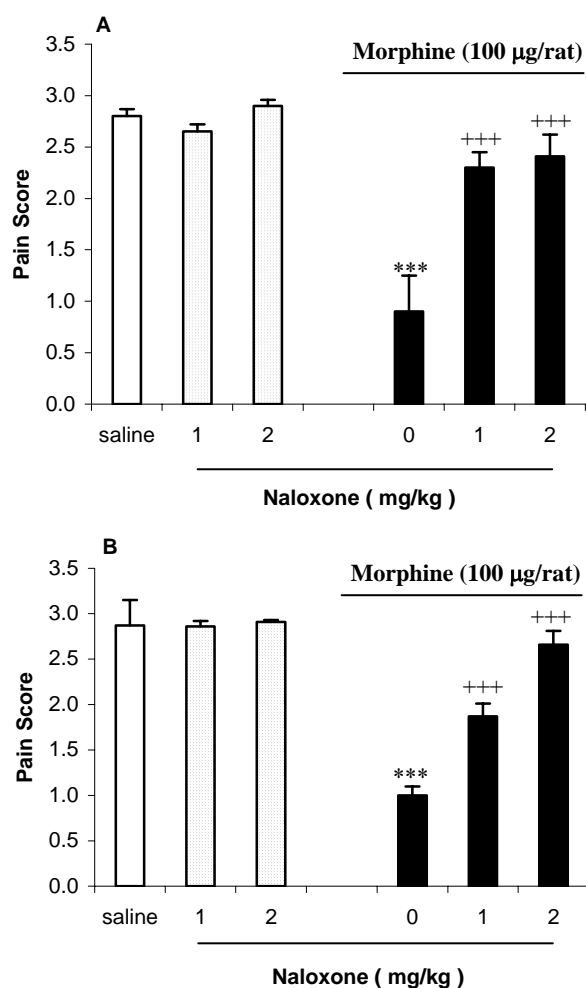 A
Morphine (100 µg/rat)
3.5
3.0
2.5
2.0
1.5
1.0
0.5
0.0
Pain Score
***
+++
+++
saline 1 2 0 1 2
Naloxone ( mg/kg )
B
Morphine (100 µg/rat)
3.5
3.0
2.5
2.0
1.5
1.0
0.5
0.0
Pain Score
***
+++
+++
saline 1 2 0 1 2
Naloxone ( mg/kg )